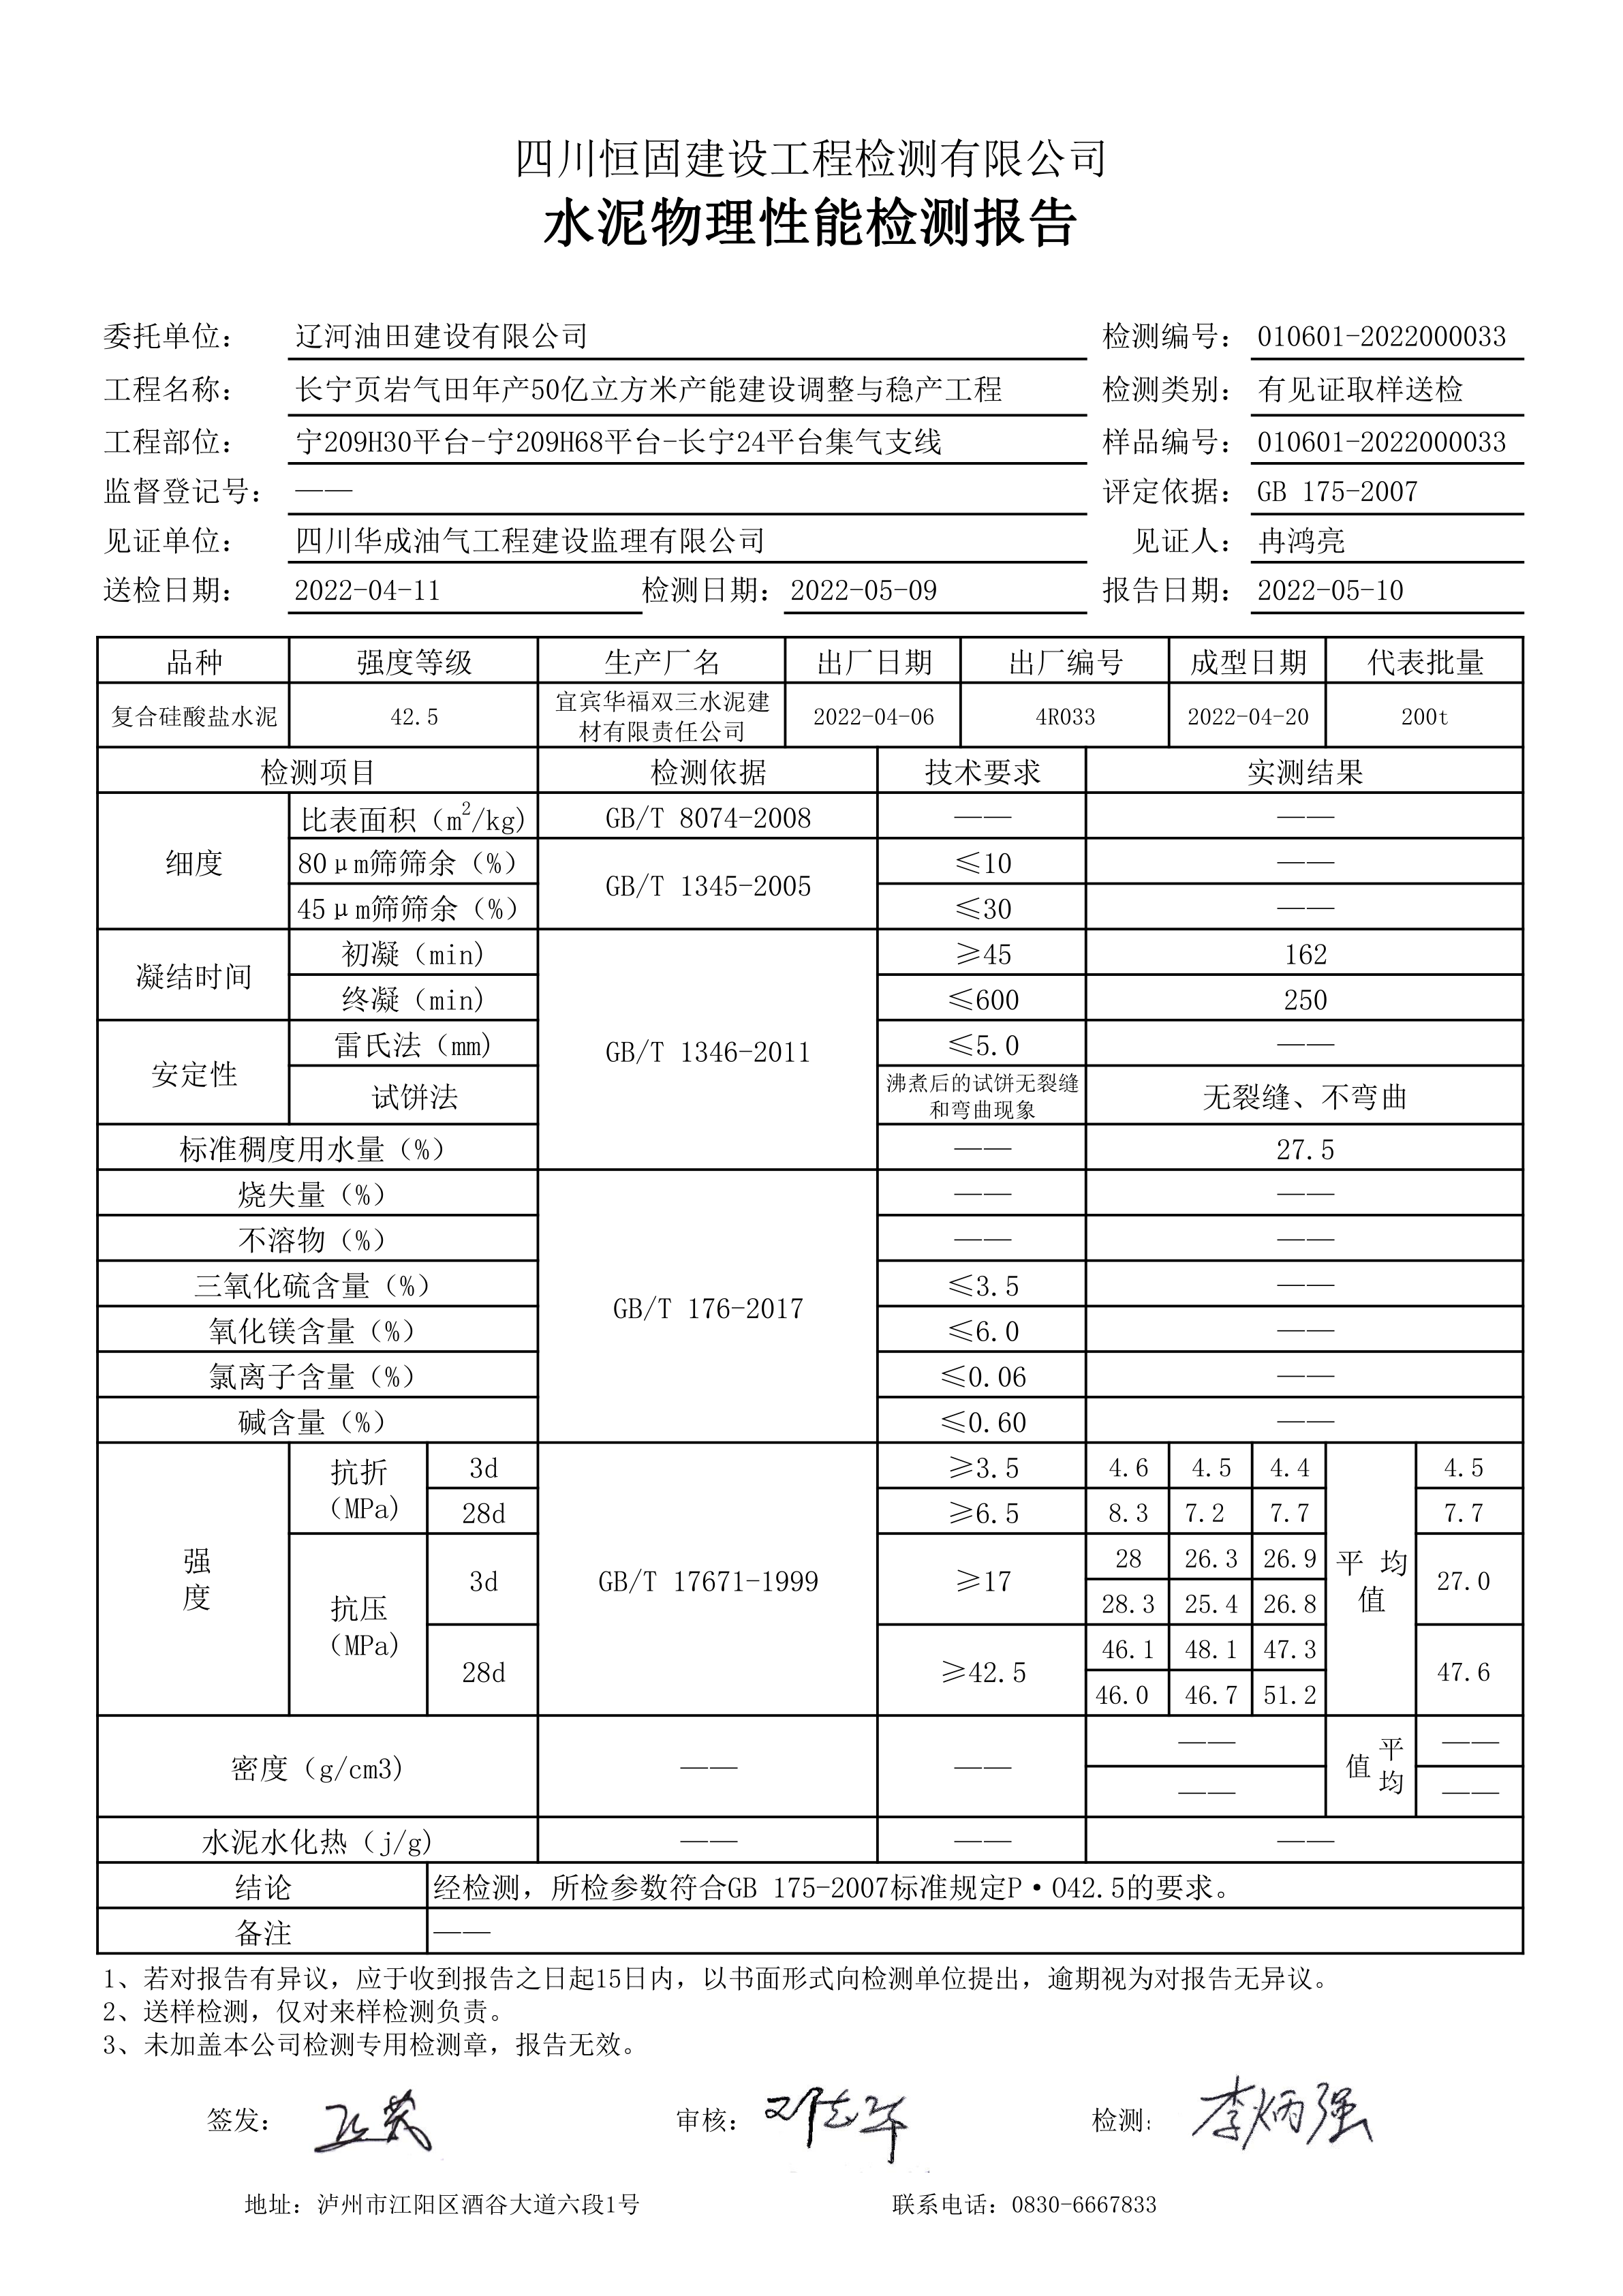 四川恒固建设工程检测有限公司
水泥物理性能检测报告
委托单位： 辽河油田建设有限公司 检测编号： 010601-2022000033
工程名称： 长宁页岩气田年产50亿立方米产能建设调整与稳产工程 检测类别： 有见证取样送检
工程部位： 宁209H30平台-宁209H68平台-长宁24平台集气支线 样品编号： 010601-2022000033
监督登记号： —— 评定依据： GB 175-2007
见证单位： 四川华成油气工程建设监理有限公司 见证人： 冉鸿亮
送检日期： 2022-04-11 检测日期： 2022-05-09 报告日期： 2022-05-10
品种 强度等级 生产厂名 出厂日期 出厂编号 成型日期 代表批量
复合硅酸盐水泥 42.5 宜宾华福双三水泥建 2022-04-06 4R033 2022-04-20 200t
材有限责任公司
检测项目 检测依据 技术要求 实测结果
细度 比表面积（m²/kg) GB/T 8074-2008 —— ——
80μm筛筛余（%） GB/T 1345-2005 ≤10 ——
45μm筛筛余（%） ≤30 ——
凝结时间 初凝（min) GB/T 1346-2011 ≥45 162
终凝（min) ≤600 250
安定性 雷氏法（mm) ≤5.0 ——
试饼法 沸煮后的试饼无裂缝 无裂缝、不弯曲
和弯曲现象
标准稠度用水量（%） —— 27.5
烧失量（%） GB/T 176-2017 —— ——
不溶物（%） —— ——
三氧化硫含量（%） ≤3.5 ——
氧化镁含量（%） ≤6.0 ——
氯离子含量（%） ≤0.06 ——
碱含量（%） ≤0.60 ——
强 抗折 3d GB/T 17671-1999 ≥3.5 4.6 4.5 4.4 平 均 4.5
度 （MPa) 28d ≥6.5 8.3 7.2 7.7 值 7.7
抗压 3d ≥17 28 26.3 26.9 27.0
（MPa) 28.3 25.4 26.8
28d ≥42.5 46.1 48.1 47.3 47.6
46.0 46.7 51.2
密度（g/cm3) —— —— —— 平 ——
值 均 —— ——
水泥水化热（j/g) —— —— ——
结论 经检测，所检参数符合GB 175-2007标准规定P·O42.5的要求。
备注 ——
1、若对报告有异议，应于收到报告之日起15日内，以书面形式向检测单位提出，逾期视为对报告无异议。
2、送样检测，仅对来样检测负责。
3、未加盖本公司检测专用检测章，报告无效。
签发： 审核： 检测： 李炳强
地址：泸州市江阳区酒谷大道六段1号 联系电话：0830-6667833